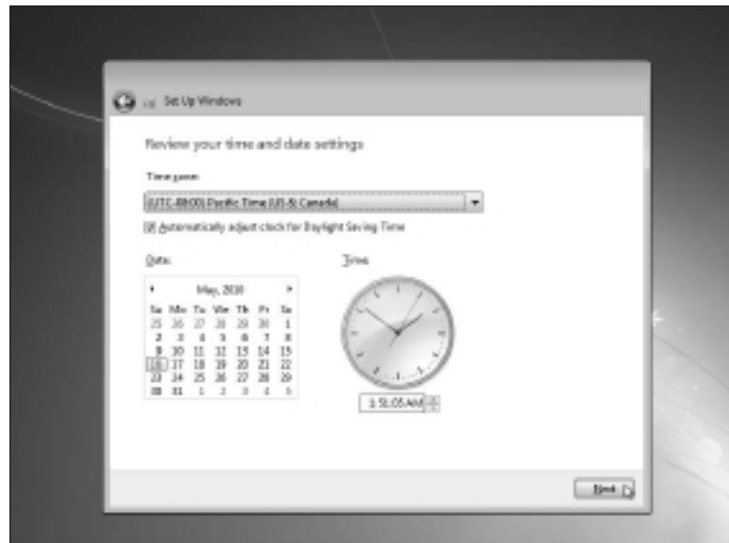 Set Up Windows
Review your time and date settings
Time zone:
(UTC-08:00) Pacific Time (US & Canada)
Automatically adjust clock for Daylight Saving Time
Date:
Time:
May, 2010
Su Mo Tu We Th Fr Sa
25 26 27 28 29 30 1
2 3 4 5 6 7 8
9 10 11 12 13 14 15
16 17 18 19 20 21 22
23 24 25 26 27 28 29
30 31 1 2 3 4 5
1:51:05 AM
Next